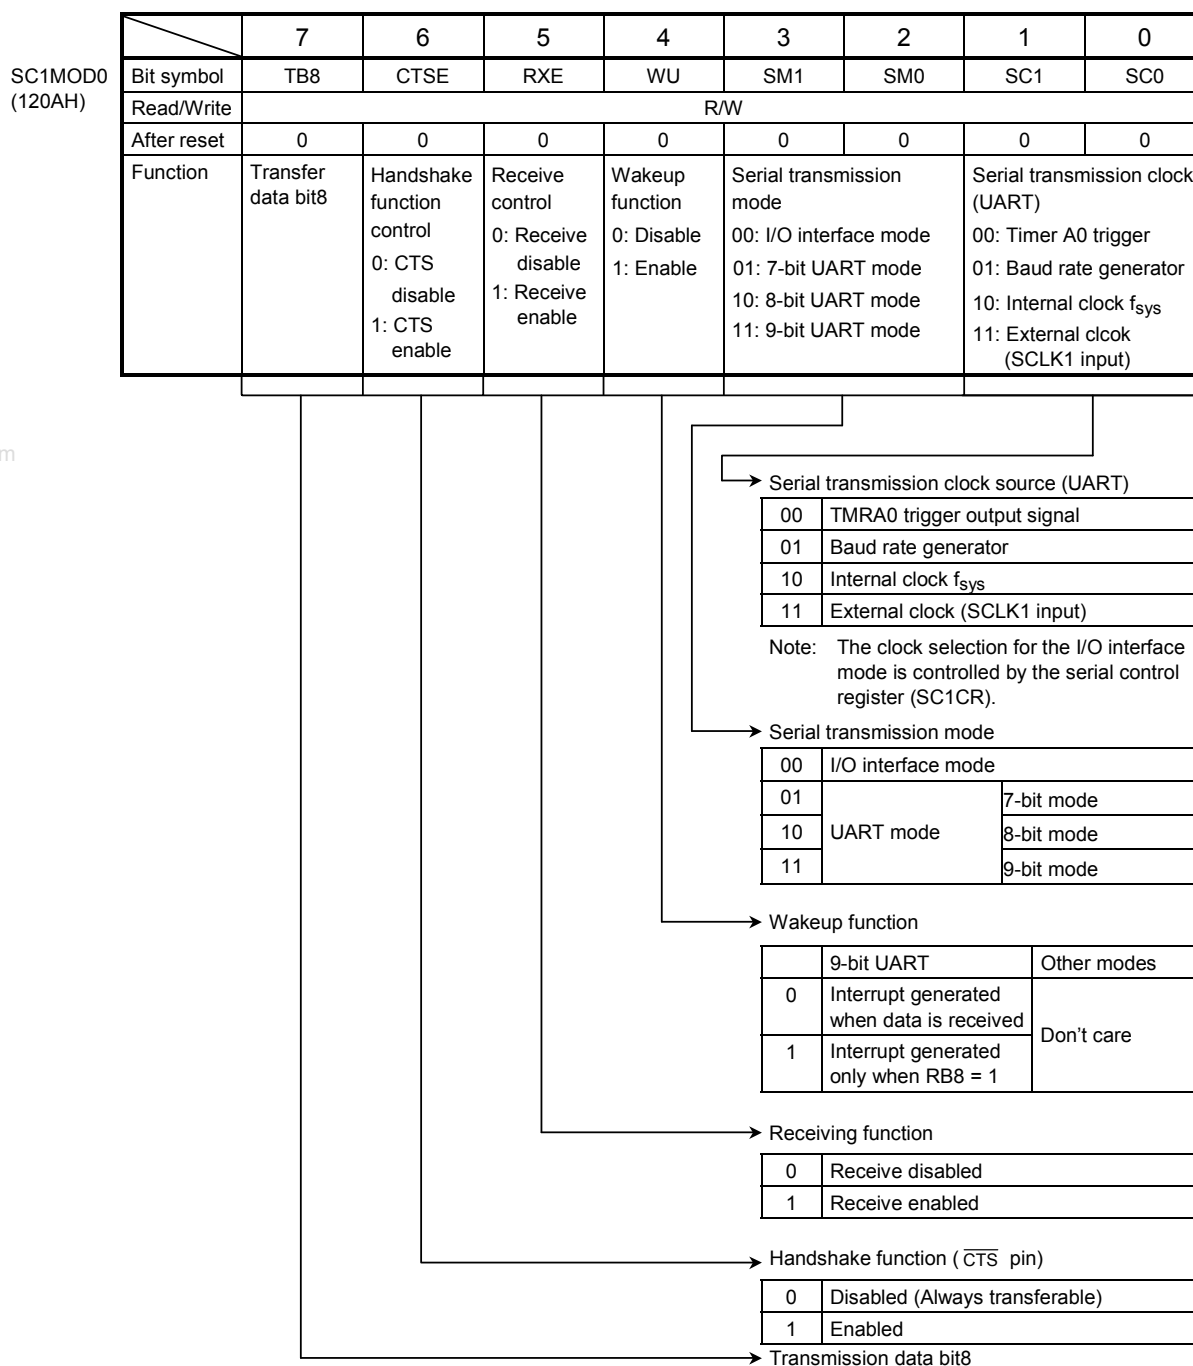 7 6 5 4 3 2 1 0
SC1MOD0
(120AH)
Bit symbol TB8 CTSE RXE WU SM1 SM0 SC1 SC0
Read/Write R/W
After reset 0 0 0 0 0 0 0 0
Function
Transfer
data bit8
Handshake
function
control
0: CTS
disable
1: CTS
enable
Receive
control
0: Receive
disable
1: Receive
enable
Wakeup
function
0: Disable
1: Enable
Serial transmission
mode
00: I/O interface mode
01: 7-bit UART mode
10: 8-bit UART mode
11: 9-bit UART mode
Serial transmission clock
(UART)
00: Timer A0 trigger
01: Baud rate generator
10: Internal clock fsys
11: External clcok
(SCLK1 input)
m
Serial transmission clock source (UART)
00 TMRA0 trigger output signal
01 Baud rate generator
10 Internal clock fsys
11 External clock (SCLK1 input)
Note: The clock selection for the I/O interface
mode is controlled by the serial control
register (SC1CR).
Serial transmission mode
00 I/O interface mode
01 7-bit mode
10 UART mode 8-bit mode
11 9-bit mode
Wakeup function
9-bit UART Other modes
0 Interrupt generated
when data is received
Don't care
1 Interrupt generated
only when RB8 = 1
Receiving function
0 Receive disabled
1 Receive enabled
Handshake function ( C̅T̅S̅ pin)
0 Disabled (Always transferable)
1 Enabled
Transmission data bit8